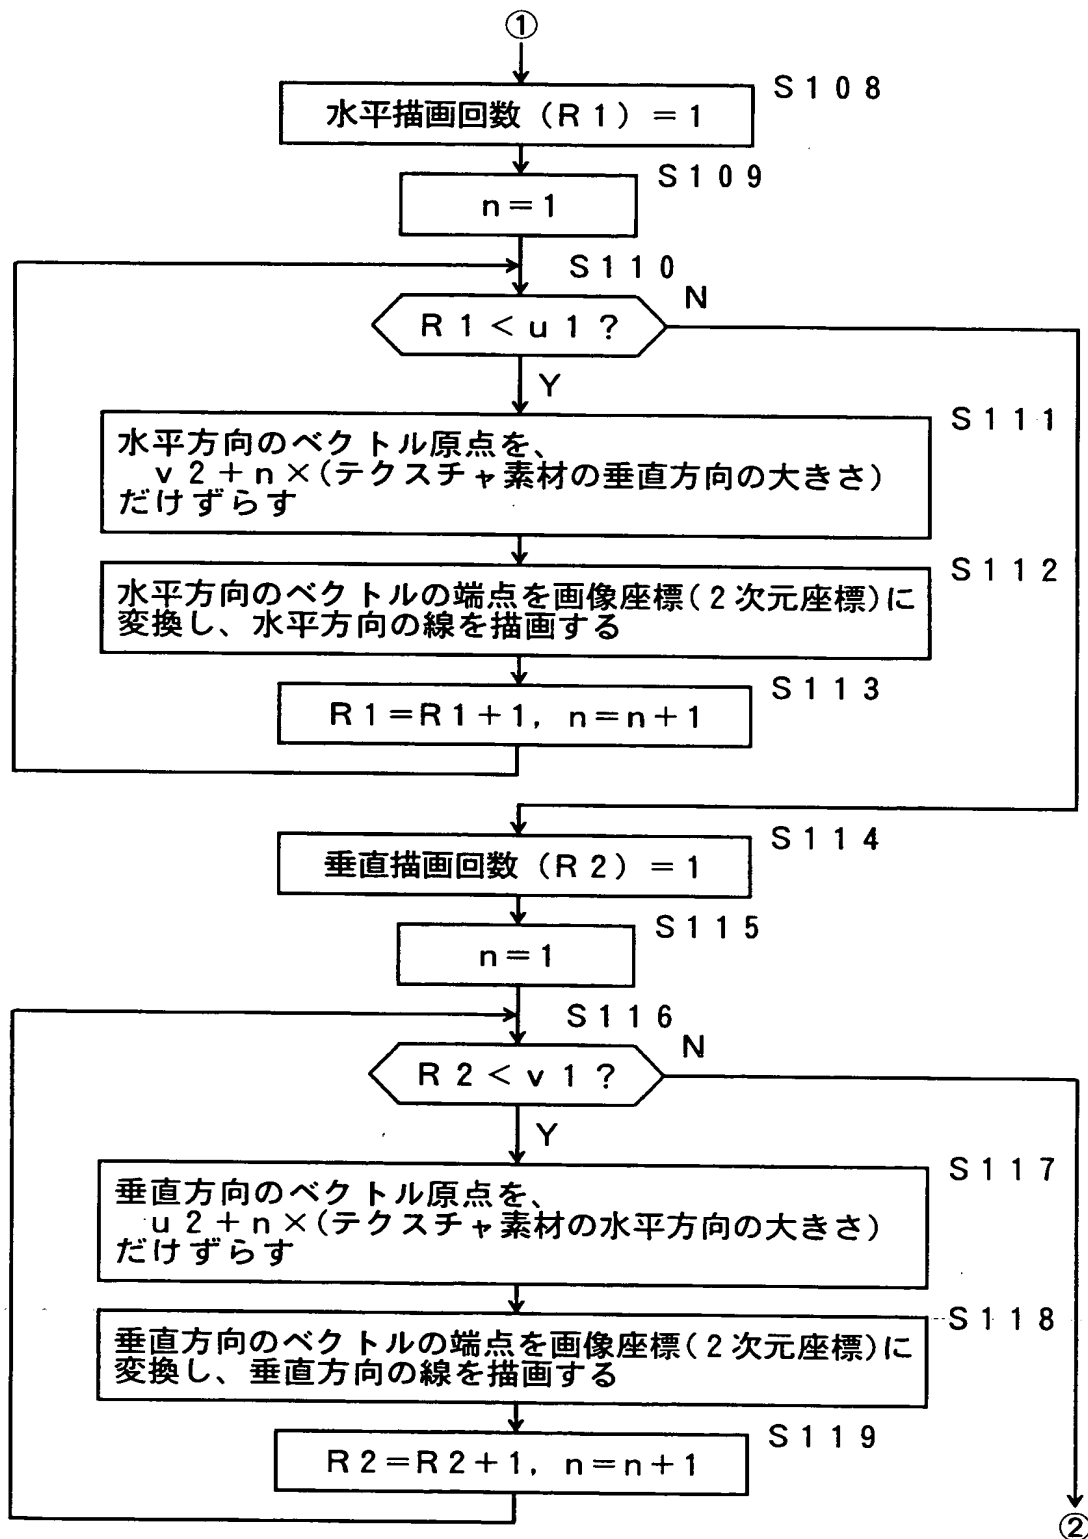 ①
S108
水平描画回数（R1）＝1
S109
n＝1
S110
N
R1＜u1？
Y
S111
水平方向のベクトル原点を、
v2＋n×(テクスチャ素材の垂直方向の大きさ)
だけずらす
S112
水平方向のベクトルの端点を画像座標(2次元座標)に
変換し、水平方向の線を描画する
S113
R1＝R1＋1，n＝n＋1
S114
垂直描画回数（R2）＝1
S115
n＝1
S116
N
R2＜v1？
Y
S117
垂直方向のベクトル原点を、
u2＋n×(テクスチャ素材の水平方向の大きさ)
だけずらす
S118
垂直方向のベクトルの端点を画像座標(2次元座標)に
変換し、垂直方向の線を描画する
S119
R2＝R2＋1，n＝n＋1
②